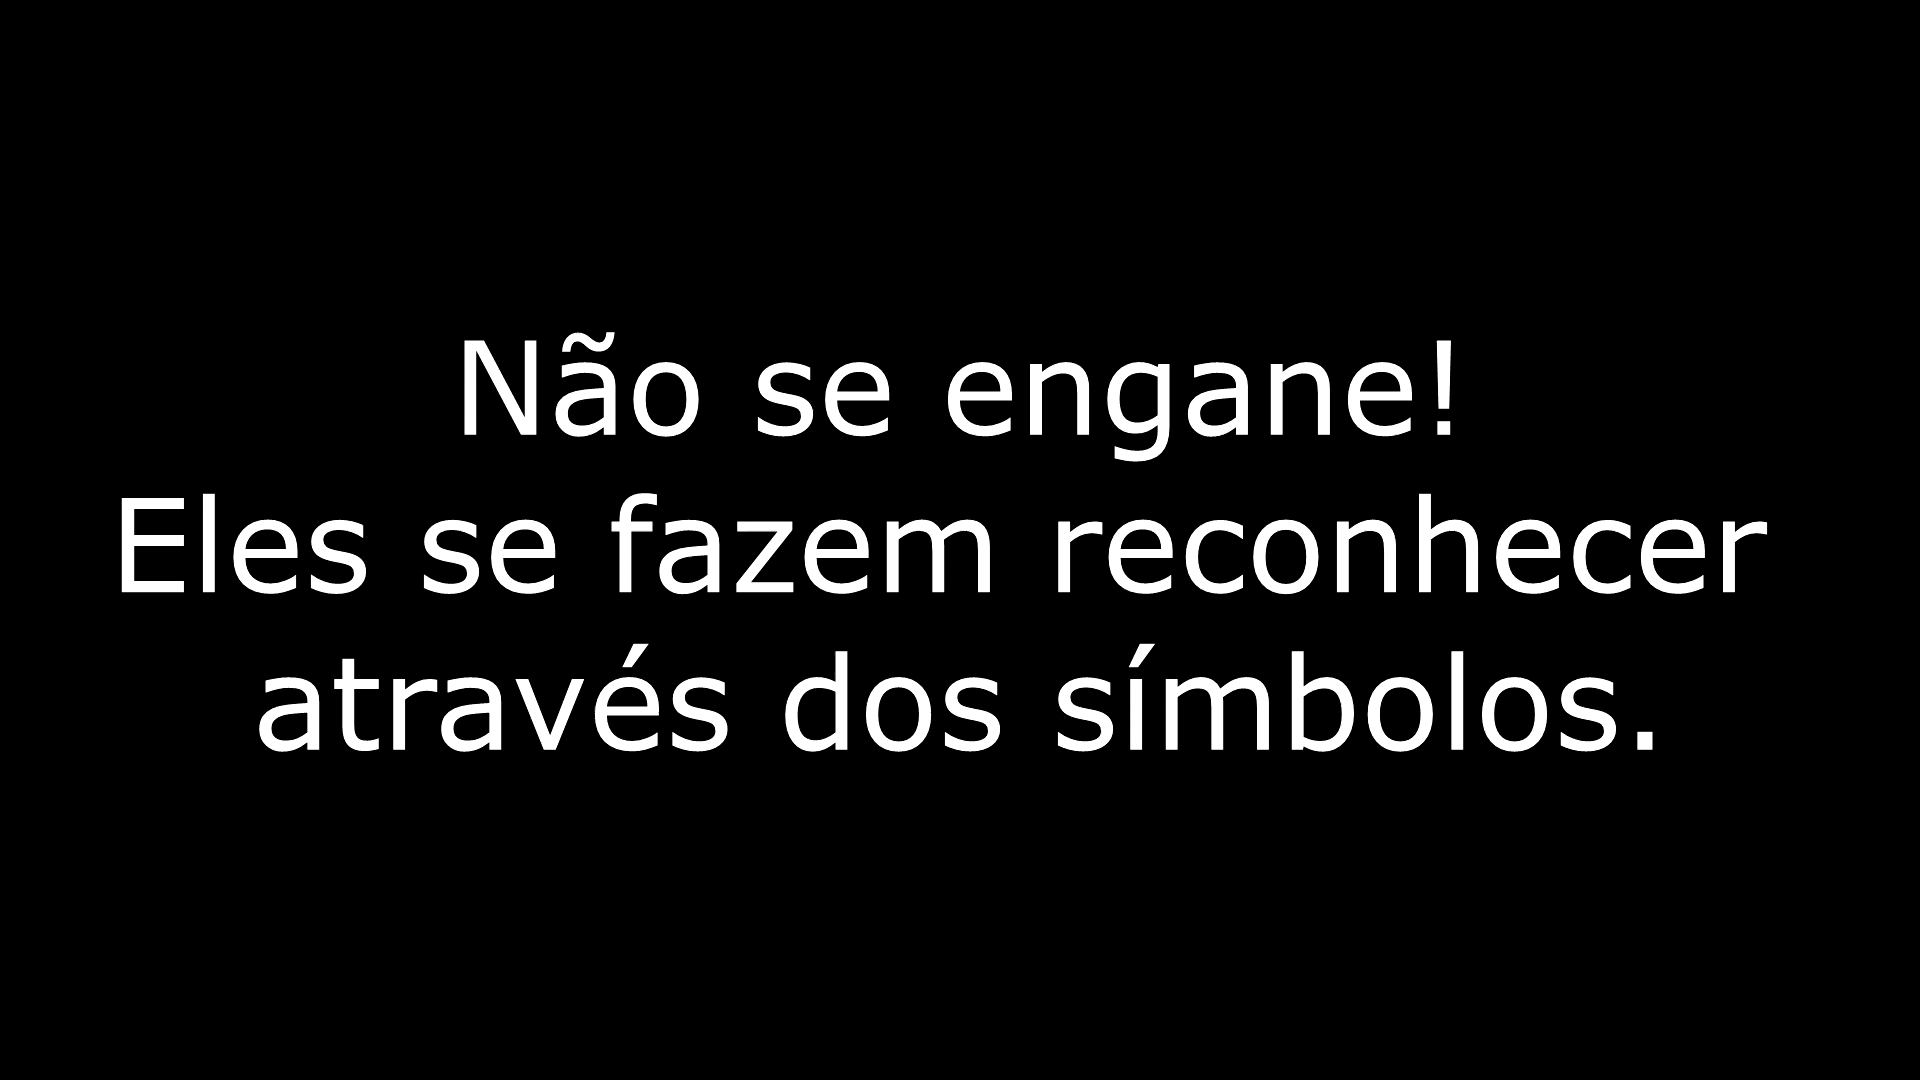 Não se engane!
Eles se fazem reconhecer
através dos símbolos.